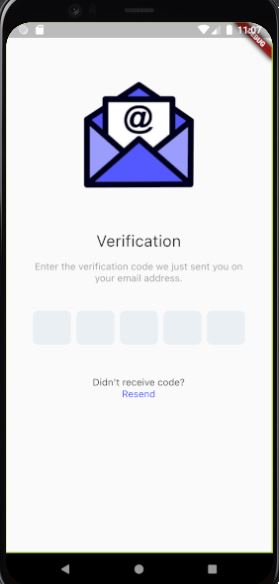 11:07
@
Verification
Enter the verification code we just sent you on
your email address.
Didn't receive code?
Resend